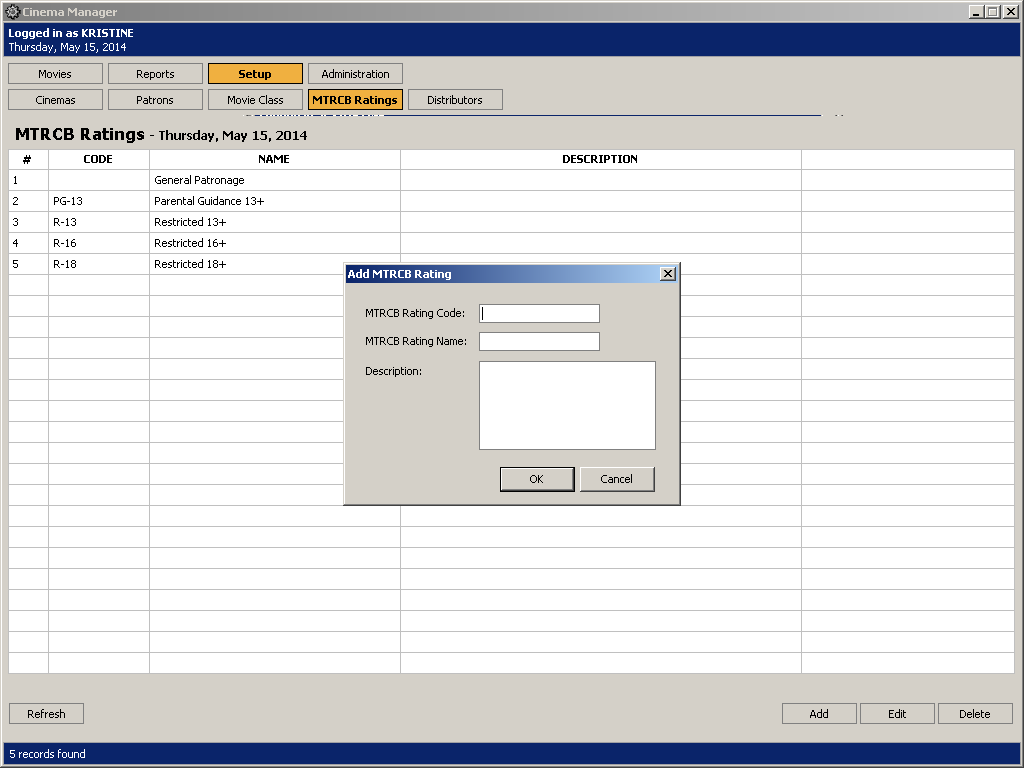 Cinema Manager
Logged in as KRISTINE
Thursday, May 15, 2014
Movies Reports Setup Administration
Cinemas Patrons Movie Class MTRCB Ratings Distributors
MTRCB Ratings - Thursday, May 15, 2014
# CODE NAME DESCRIPTION
1 General Patronage
2 PG-13 Parental Guidance 13+
3 R-13 Restricted 13+
4 R-16 Restricted 16+
5 R-18 Restricted 18+
Add MTRCB Rating
MTRCB Rating Code:
MTRCB Rating Name:
Description:
OK Cancel
Refresh Add Edit Delete
5 records found